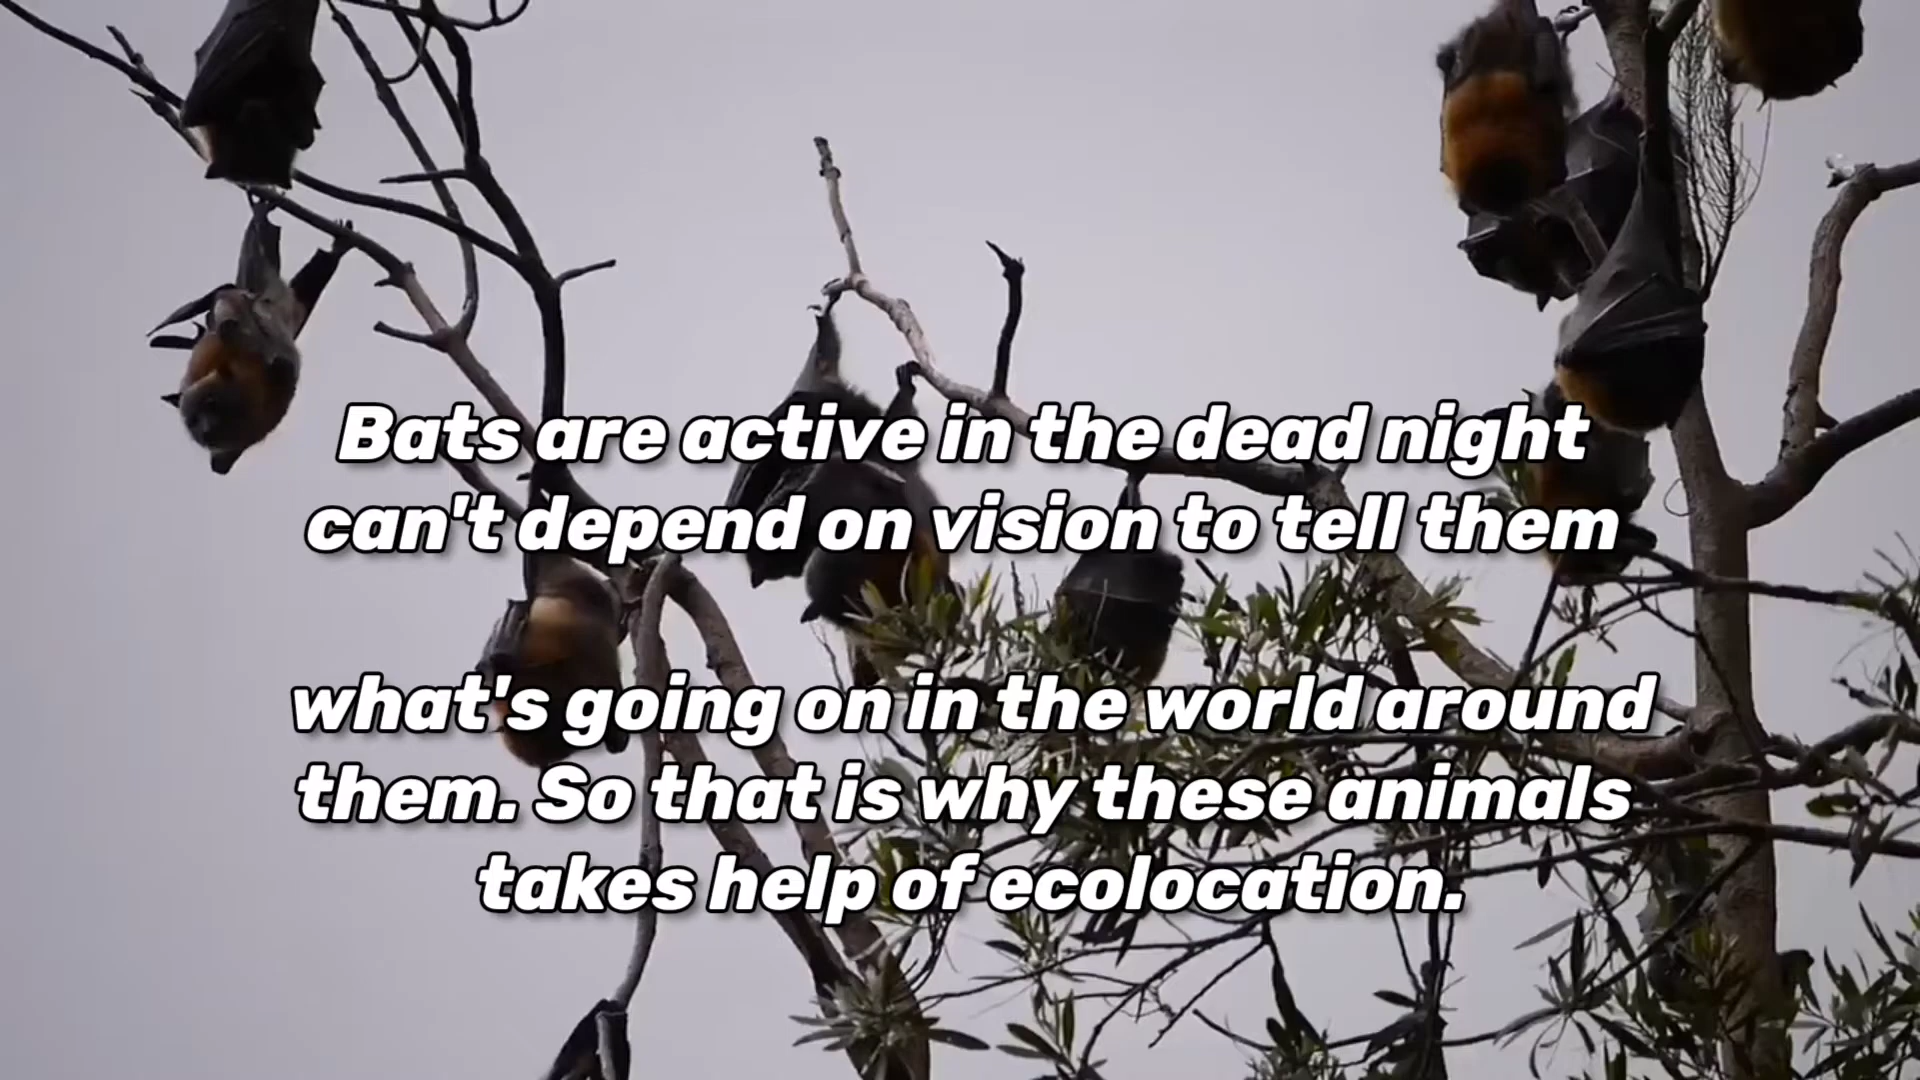 Bats are active in the dead night
can't depend on vision to tell them
what's going on in the world around
them. So that is why these animals
takes help of ecolocation.